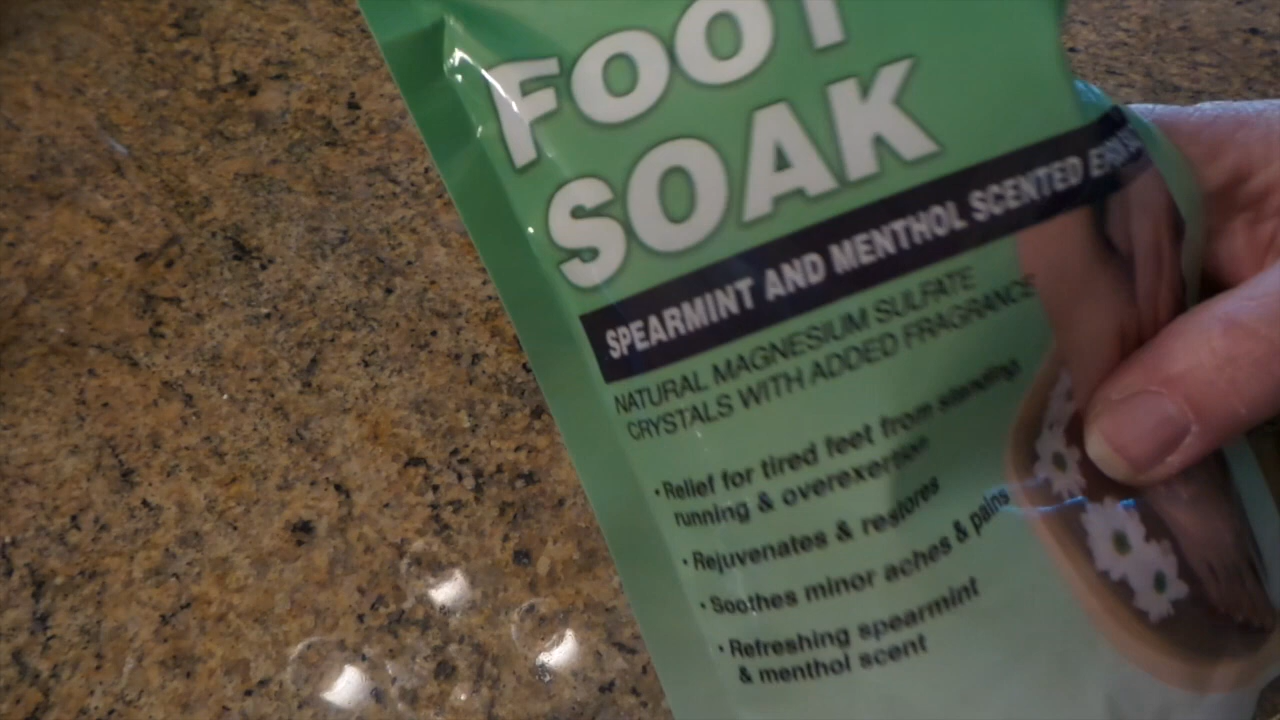 FOOT
SOAK
SPEARMINT AND MENTHOL SCENTED
NATURAL MAGNESIUM SULFATE
CRYSTALS WITH ADDED FRAGRANCE
• Relief for tired feet from standing,
running & overexertion
• Rejuvenates & restores
• Soothes minor aches & pains
• Refreshing spearmint
& menthol scent